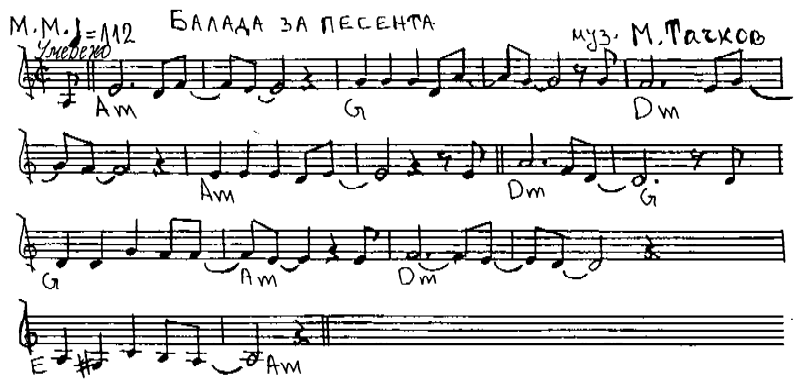 М.М. ♩=112 БАЛАДА ЗА ПЕСЕНТА
Умерено муз. М. Тачков
Am G Dm
Am Dm G
G Am Dm
E Am